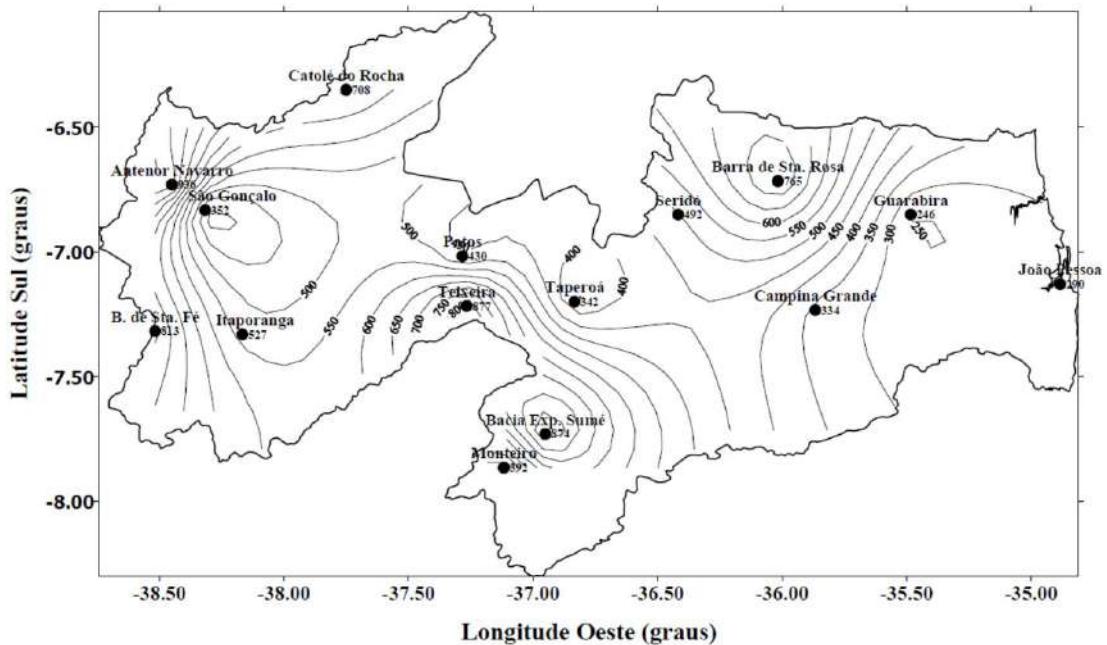 Catolé do Rocha
708
-6.50
Antenor Navarro
936
Barra de Sta. Rosa
765
São Gonçalo
352
Seridó
492
Guarabira
246
600
550
500
450
400
350
300
250
500
-7.00
Patos
430
400
João Pessoa
290
500
400
Teixeira
877
Taperoá
342
Campina Grande
334
B. de Sta. Fé
813
Itaporanga
527
550
600
650
700
750
-7.50
Bacia Exp. Sumé
874
Monteiro
392
-8.00
-38.50
-38.00
-37.50
-37.00
-36.50
-36.00
-35.50
-35.00
Latitude Sul (graus)
Longitude Oeste (graus)